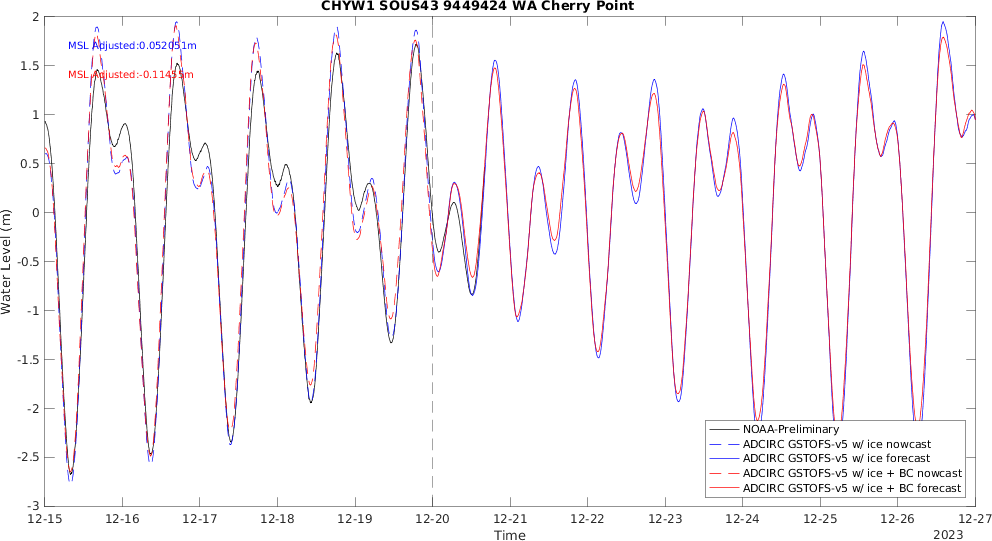 CHYW1 SOUS43 9449424 WA Cherry Point
MSL Adjusted:0.052051m
MSL Adjusted:-0.11455m
Water Level (m)
2
1.5
1
0.5
0
-0.5
-1
-1.5
-2
-2.5
-3
NOAA-Preliminary
ADCIRC GSTOFS-v5 w/ ice nowcast
ADCIRC GSTOFS-v5 w/ ice forecast
ADCIRC GSTOFS-v5 w/ ice + BC nowcast
ADCIRC GSTOFS-v5 w/ ice + BC forecast
12-15 12-16 12-17 12-18 12-19 12-20 12-21 12-22 12-23 12-24 12-25 12-26 12-27
Time
2023